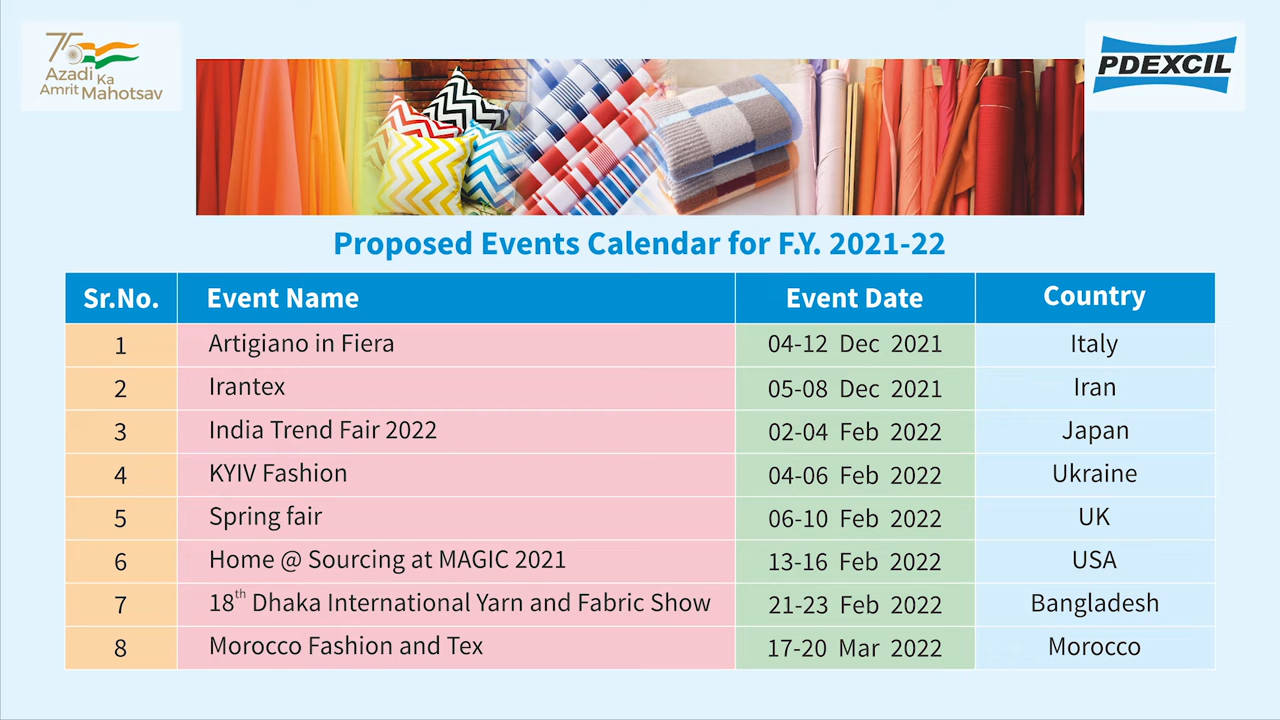 75
Azadi Ka
Amrit Mahotsav
PDEXCIL
Proposed Events Calendar for F.Y. 2021-22
Sr.No. Event Name Event Date Country
1 Artigiano in Fiera 04-12 Dec 2021 Italy
2 Irantex 05-08 Dec 2021 Iran
3 India Trend Fair 2022 02-04 Feb 2022 Japan
4 KYIV Fashion 04-06 Feb 2022 Ukraine
5 Spring fair 06-10 Feb 2022 UK
6 Home @ Sourcing at MAGIC 2021 13-16 Feb 2022 USA
7 18th Dhaka International Yarn and Fabric Show 21-23 Feb 2022 Bangladesh
8 Morocco Fashion and Tex 17-20 Mar 2022 Morocco